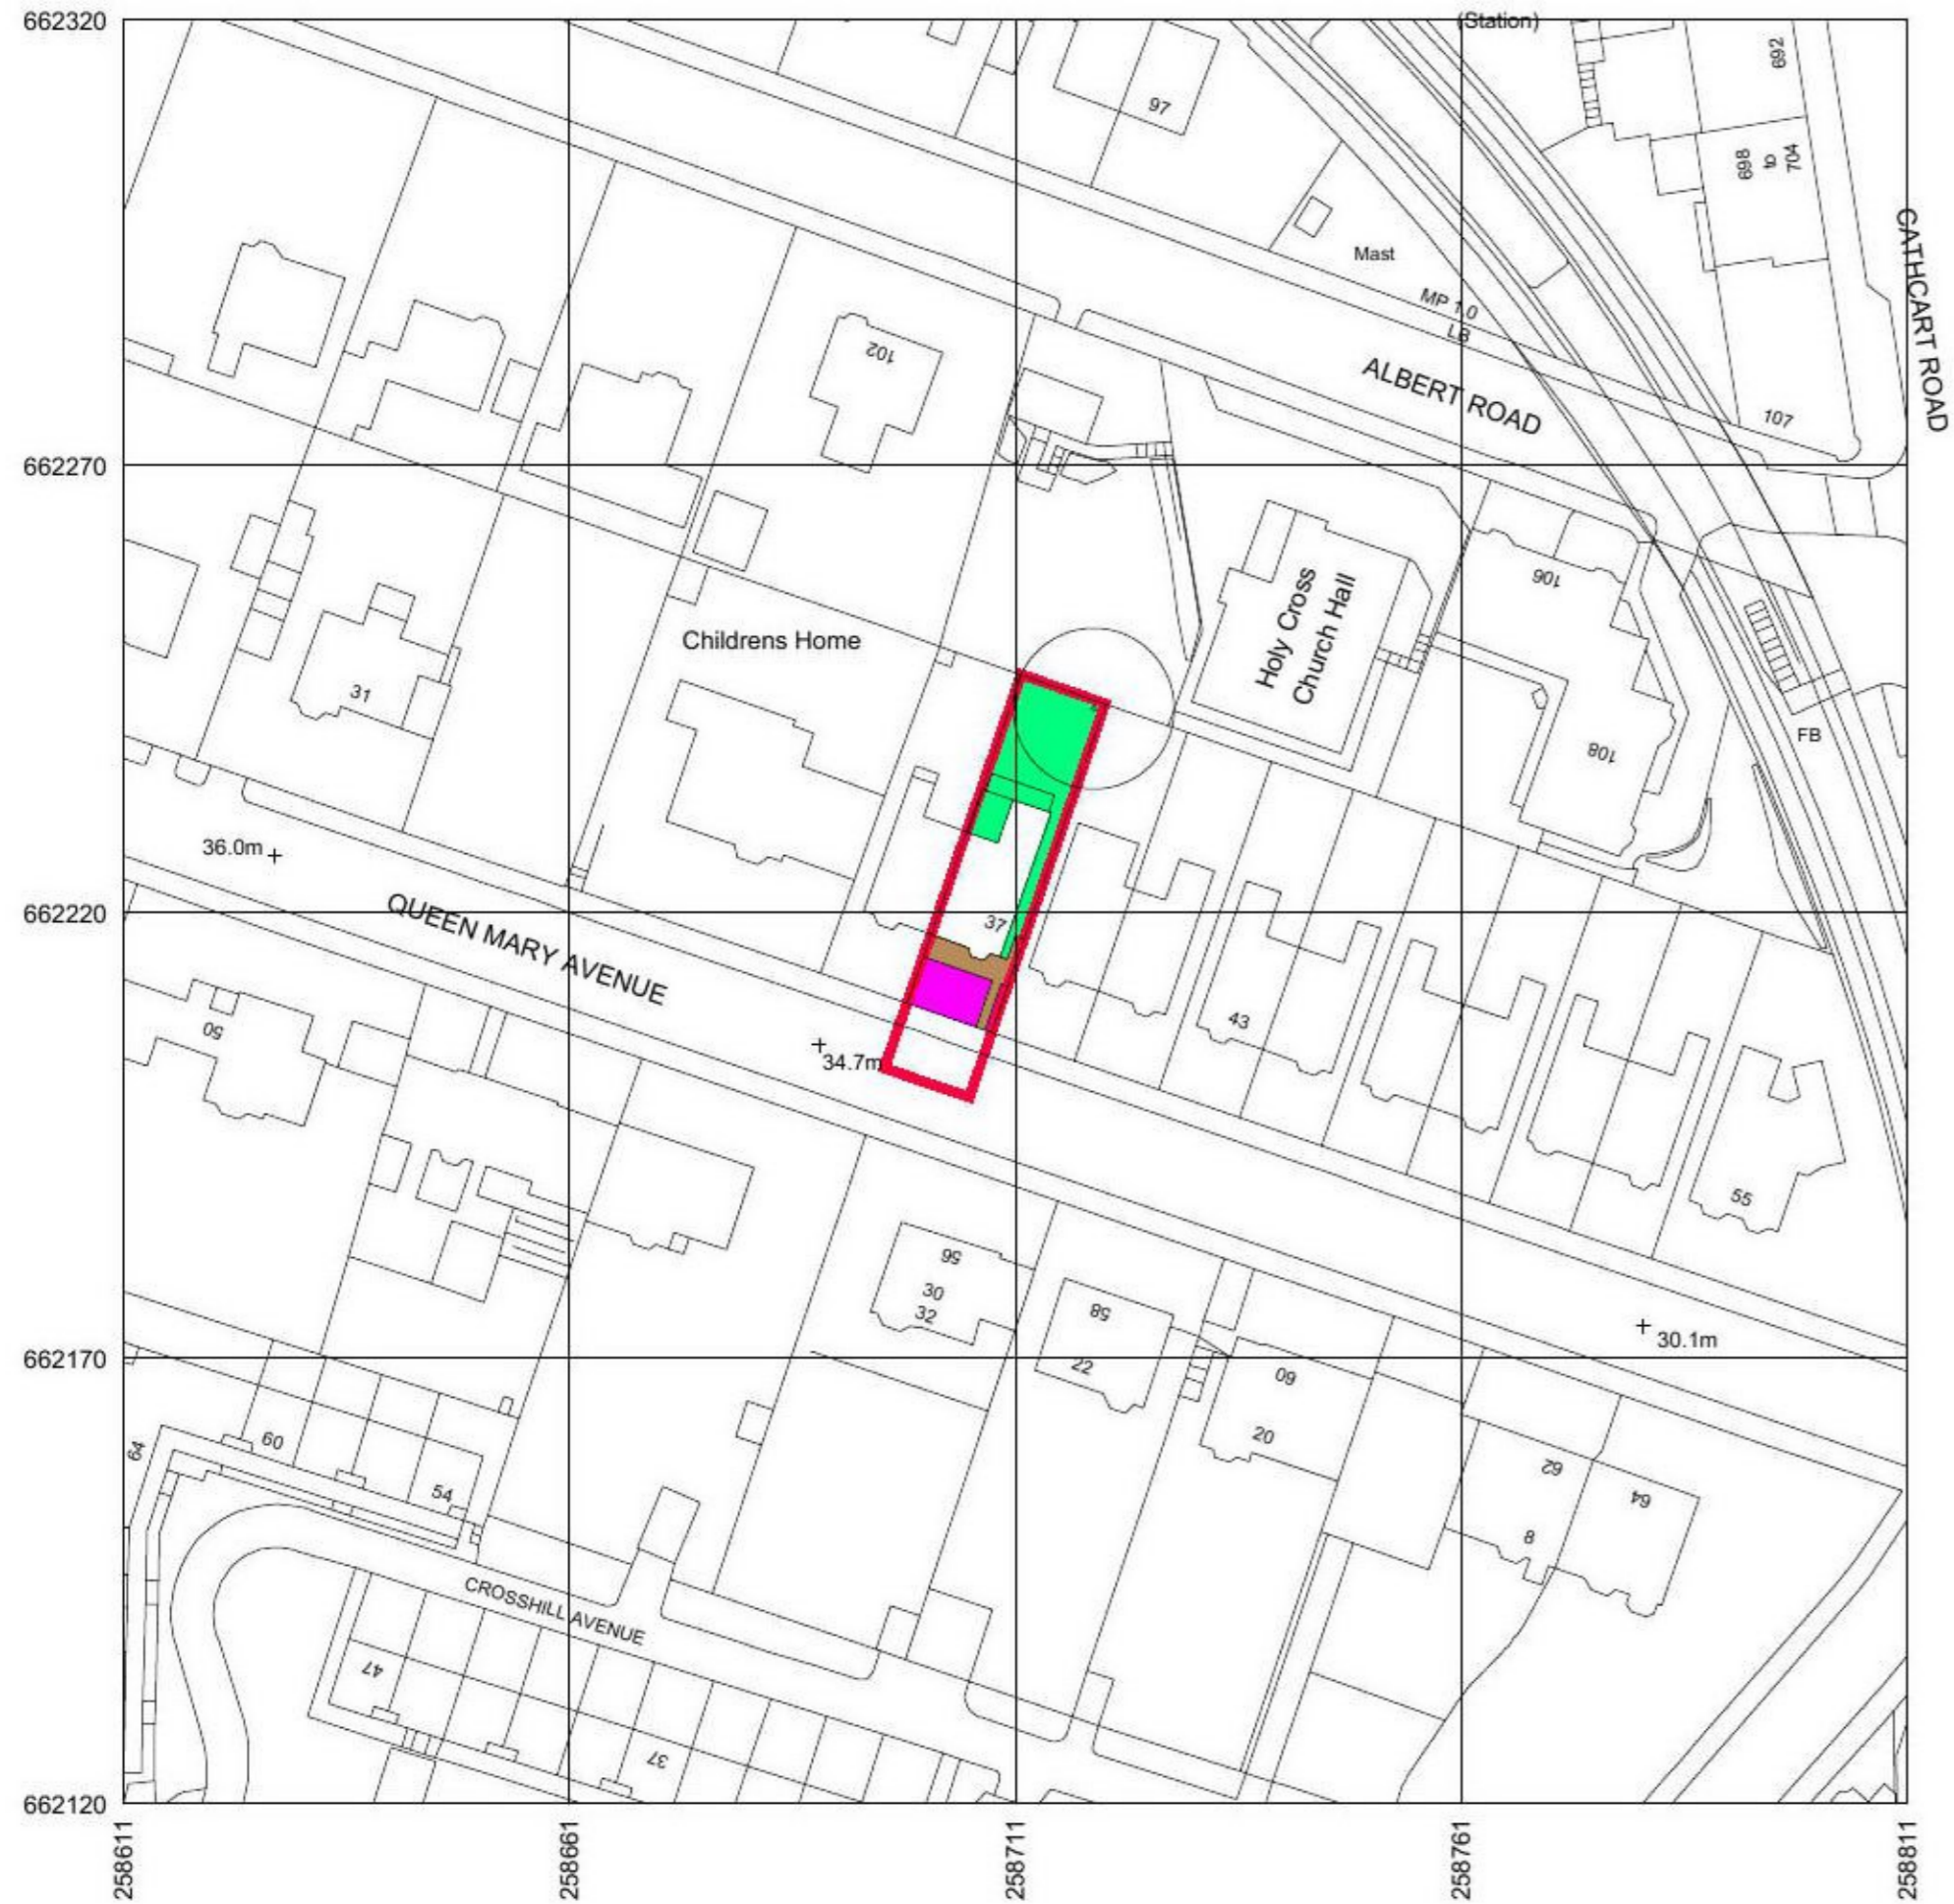 662320
(Station)
692
97
698
to
704
CATHCART ROAD
Mast
MP 1.0
LB
102
ALBERT ROAD
107
662270
Holy Cross
Church Hall
106
Childrens Home
31
108
FB
36.0m
QUEEN MARY AVENUE
662220
37
50
34.7m
43
55
56
30
32
58
22
30.1m
662170
60
20
64
60
54
62
64
8
CROSSHILL AVENUE
47
37
662120
258611
258661
258711
258761
258811